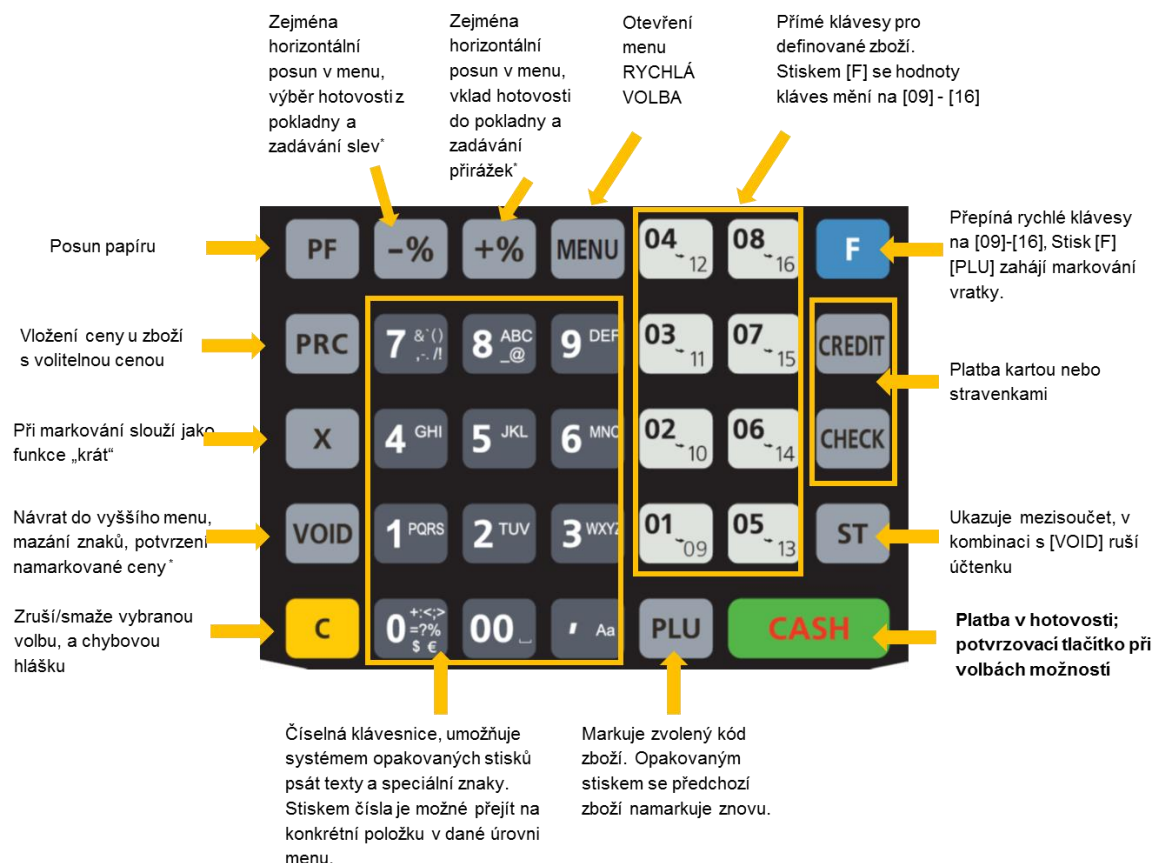 Zejména
horizontální
posun v menu,
výběr hotovosti z
pokladny a
zadávání slev*
Zejména
horizontální
posun v menu,
vklad hotovosti
do pokladny a
zadávání
přirážek*
Otevření
menu
RYCHLÁ
VOLBA
Přímé klávesy pro
definované zboží.
Stiskem [F] se hodnoty
kláves mění na [09] - [16]
Posun papíru
PF
-%
+%
MENU
04 12
08 16
F
Přepíná rychlé klávesy
na [09]-[16], Stisk [F]
[PLU] zahájí markování
vratky.
Vložení ceny u zboží
s volitelnou cenou
PRC
7 &`() ,-. /!
8 ABC _@
9 DEF
03 11
07 15
CREDIT
Platba kartou nebo
stravenkami
Při markování slouží jako
funkce „krát“
X
4 GHI
5 JKL
6 MNO
02 10
06 14
CHECK
Návrat do vyššího menu,
mazání znaků, potvrzení
namarkované ceny*
VOID
1 PQRS
2 TUV
3 WXYZ
01 09
05 13
ST
Ukazuje mezisoučet, v
kombinaci s [VOID] ruší
účtenku
Zruší/smaže vybranou
volbu, a chybovou
hlášku
C
0 +:<;> =?% $ €
00
, Aa
PLU
CASH
Platba v hotovosti;
potvrzovací tlačítko při
volbách možností
Číselná klávesnice, umožňuje
systémem opakovaných stisků
psát texty a speciální znaky.
Stiskem čísla je možné přejít na
konkrétní položku v dané úrovni
menu.
Markuje zvolený kód
zboží. Opakovaným
stiskem se předchozí
zboží namarkuje znovu.